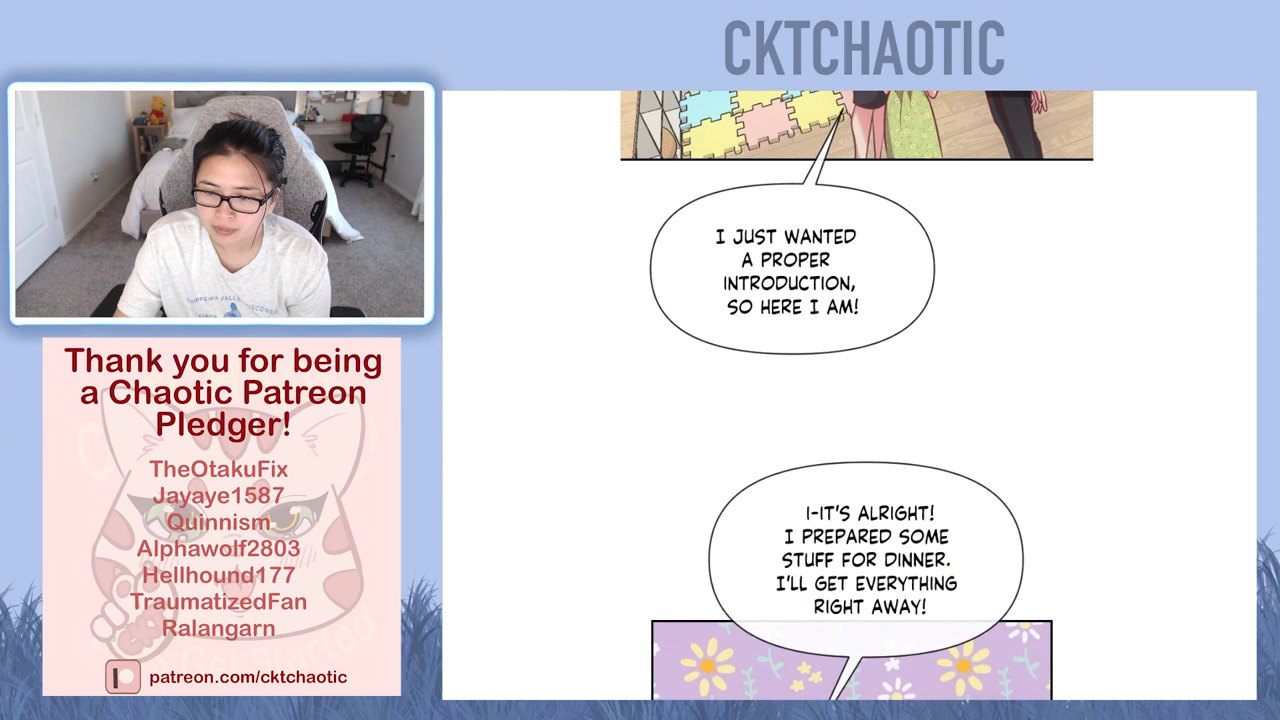 CKTCHAOTIC
I JUST WANTED
A PROPER
INTRODUCTION,
SO HERE I AM!
I-IT'S ALRIGHT!
I PREPARED SOME
STUFF FOR DINNER.
I'LL GET EVERYTHING
RIGHT AWAY!
Thank you for being
a Chaotic Patreon
Pledger!
TheOtakuFix
Jayaye1587
Quinnism
Alphawolf2803
Hellhound177
TraumatizedFan
Ralangarn
patreon.com/cktchaotic